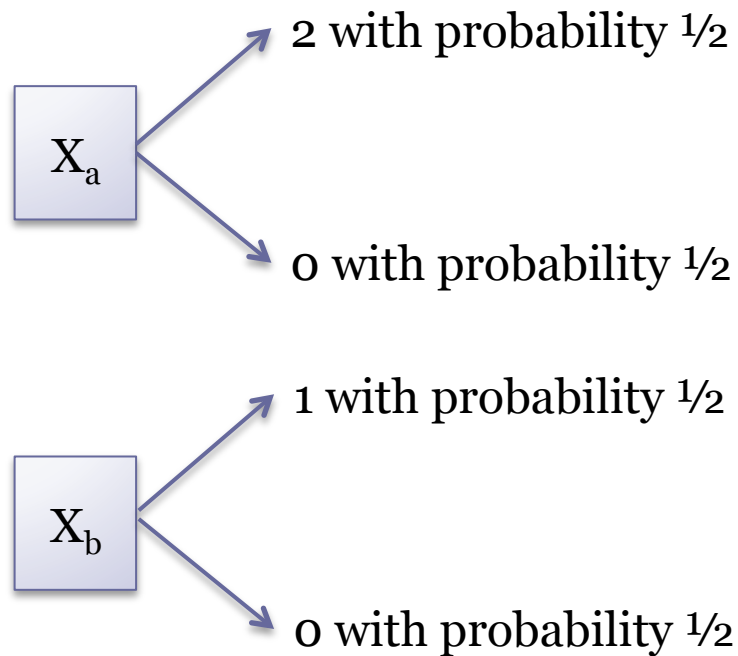 2 with probability ½
Xₐ
0 with probability ½
1 with probability ½
X_b
0 with probability ½